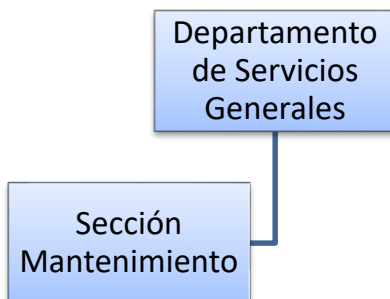 Departamento
de Servicios
Generales
Sección
Mantenimiento